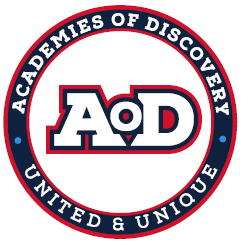 ACADEMIES OF DISCOVERY
AoD
UNITED & UNIQUE